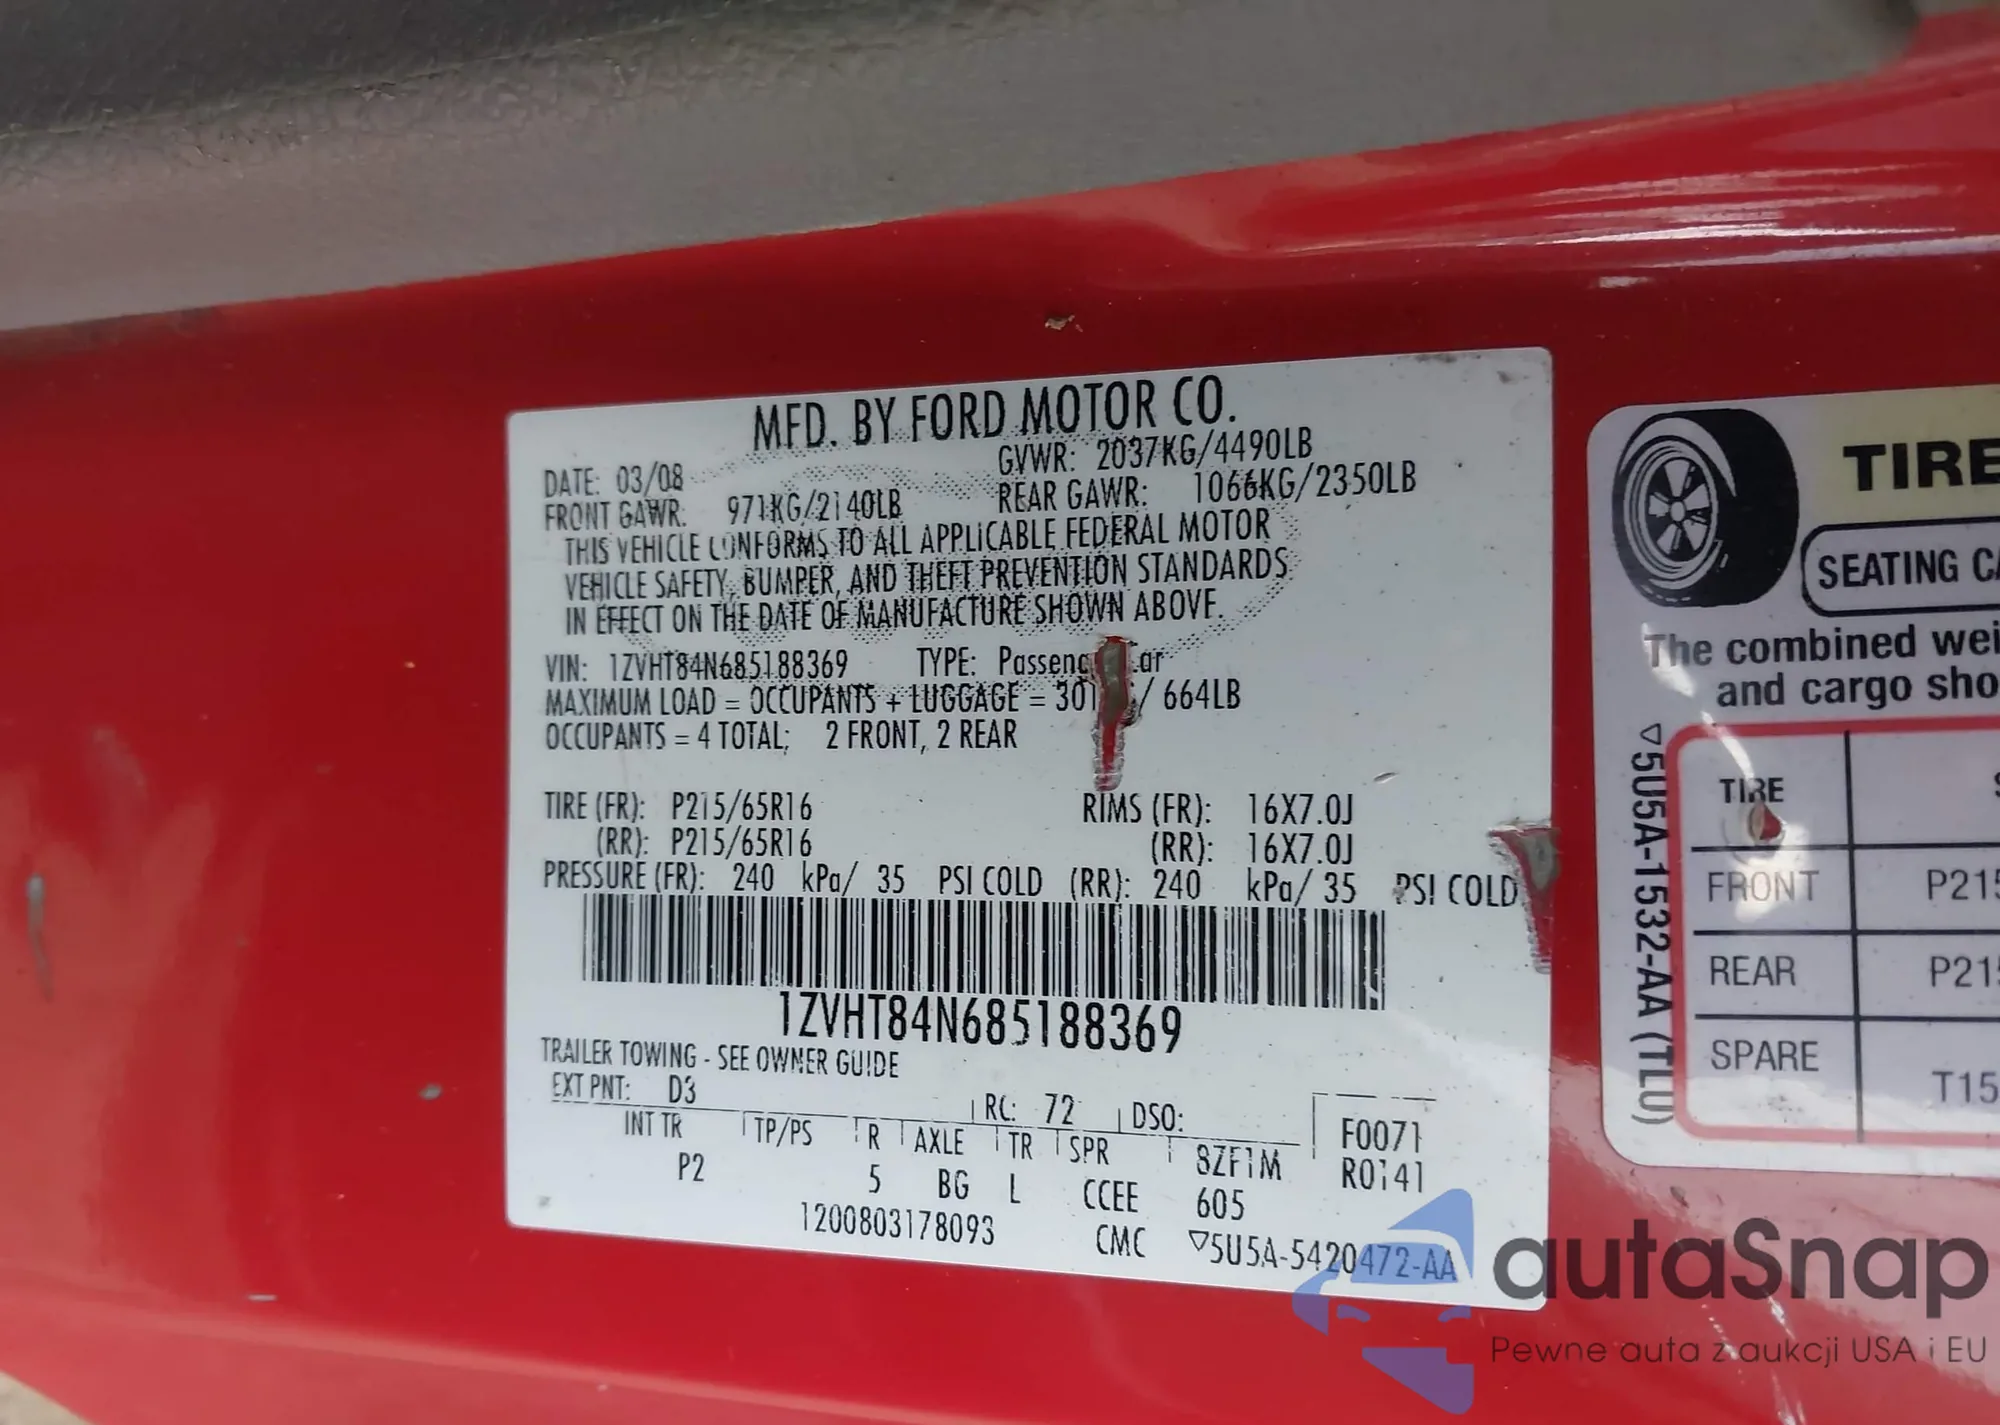 MFD. BY FORD MOTOR CO.
DATE: 03/08
GVWR: 2037KG/4490LB
FRONT GAWR: 971KG/2140LB
REAR GAWR: 1066KG/2350LB
THIS VEHICLE CONFORMS TO ALL APPLICABLE FEDERAL MOTOR
VEHICLE SAFETY, BUMPER, AND THEFT PREVENTION STANDARDS
IN EFFECT ON THE DATE OF MANUFACTURE SHOWN ABOVE.
VIN: 1ZVHT84N685188369 TYPE:
MAXIMUM LOAD = OCCUPANTS + LUGGAGE = / 664LB
OCCUPANTS = 4 TOTAL; 2 FRONT, 2 REAR
TIRE (FR): P215/65R16 RIMS (FR): 16X7.0J
(RR): P215/65R16 (RR): 16X7.0J
PRESSURE (FR): 240 kPa/ 35 PSI COLD (RR): 240 kPa/ 35 PSI COLD
1ZVHT84N685188369
TRAILER TOWING - SEE OWNER GUIDE
EXT PNT: D3 RC: 72 DSO:
INT TR TP/PS R AXLE TR SPR 8ZF1M F0071
P2 5 BG L CCEE 605 R0141
1200803178093 CMC ▽5U5A-5420472-AA
TIRE
SEATING CA
The combined wei
and cargo sho
▽5U5A-1532-AA (TLU)
TIRE S
FRONT P215
REAR P215
SPARE T15
autaSnap
Pewne auta z aukcji USA i EU